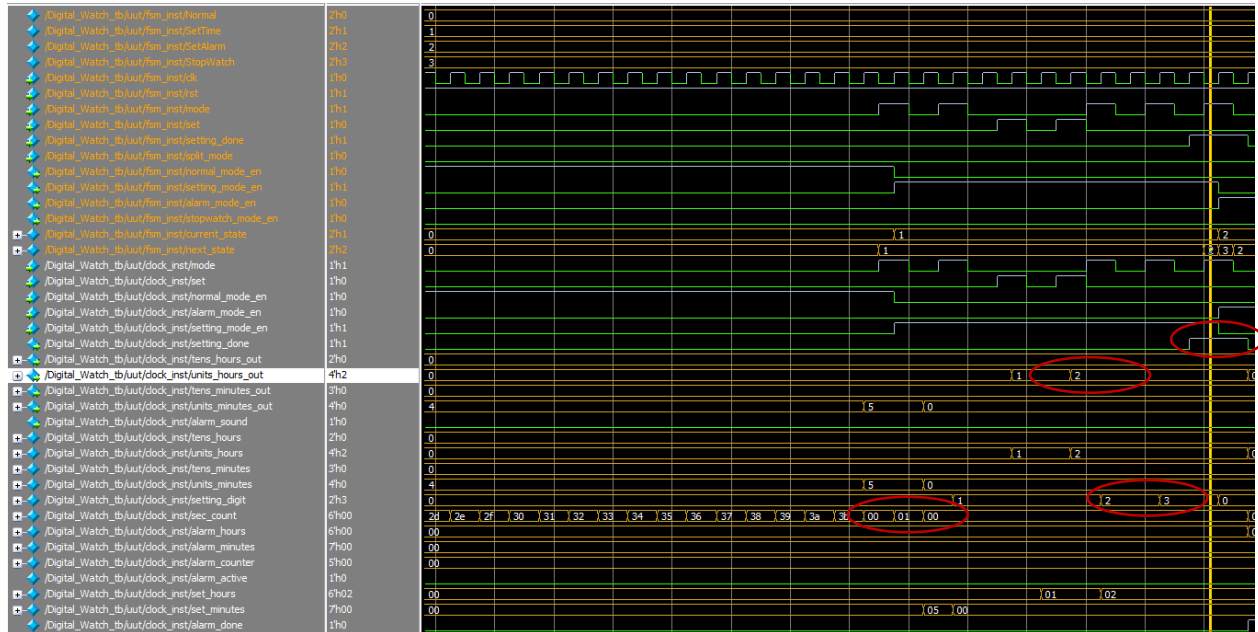 /Digital_Watch_tb/uut/fsm_inst/Normal 2'h0 0
/Digital_Watch_tb/uut/fsm_inst/SetTime 2'h1 1
/Digital_Watch_tb/uut/fsm_inst/SetAlarm 2'h2 2
/Digital_Watch_tb/uut/fsm_inst/StopWatch 2'h3 3
/Digital_Watch_tb/uut/fsm_inst/clk 1'h0
/Digital_Watch_tb/uut/fsm_inst/rst 1'h1
/Digital_Watch_tb/uut/fsm_inst/mode 1'h1
/Digital_Watch_tb/uut/fsm_inst/set 1'h0
/Digital_Watch_tb/uut/fsm_inst/setting_done 1'h1
/Digital_Watch_tb/uut/fsm_inst/split_mode 1'h0
/Digital_Watch_tb/uut/fsm_inst/normal_mode_en 1'h0
/Digital_Watch_tb/uut/fsm_inst/setting_mode_en 1'h1
/Digital_Watch_tb/uut/fsm_inst/alarm_mode_en 1'h0
/Digital_Watch_tb/uut/fsm_inst/stopwatch_mode_en 1'h0
/Digital_Watch_tb/uut/fsm_inst/current_state 2'h1 0 1 2
/Digital_Watch_tb/uut/fsm_inst/next_state 2'h2 0 1 2 3 2
/Digital_Watch_tb/uut/clock_inst/mode 1'h1
/Digital_Watch_tb/uut/clock_inst/set 1'h0
/Digital_Watch_tb/uut/clock_inst/normal_mode_en 1'h0
/Digital_Watch_tb/uut/clock_inst/alarm_mode_en 1'h0
/Digital_Watch_tb/uut/clock_inst/setting_mode_en 1'h1
/Digital_Watch_tb/uut/clock_inst/setting_done 1'h1
/Digital_Watch_tb/uut/clock_inst/tens_hours_out 2'h0 0
/Digital_Watch_tb/uut/clock_inst/units_hours_out 4'h2 0 1 2 0
/Digital_Watch_tb/uut/clock_inst/tens_minutes_out 3'h0 0
/Digital_Watch_tb/uut/clock_inst/units_minutes_out 4'h0 4 5 0
/Digital_Watch_tb/uut/clock_inst/alarm_sound 1'h0
/Digital_Watch_tb/uut/clock_inst/tens_hours 2'h0 0
/Digital_Watch_tb/uut/clock_inst/units_hours 4'h2 0 1 2 0
/Digital_Watch_tb/uut/clock_inst/tens_minutes 3'h0 0
/Digital_Watch_tb/uut/clock_inst/units_minutes 4'h0 4 5 0
/Digital_Watch_tb/uut/clock_inst/setting_digit 2'h3 0 1 2 3 0
/Digital_Watch_tb/uut/clock_inst/sec_count 6'h00 2d 2e 2f 30 31 32 33 34 35 36 37 38 39 3a 3b 00 01 00 0
/Digital_Watch_tb/uut/clock_inst/alarm_hours 6'h00 00 0
/Digital_Watch_tb/uut/clock_inst/alarm_minutes 7'h00 00
/Digital_Watch_tb/uut/clock_inst/alarm_counter 5'h00 00
/Digital_Watch_tb/uut/clock_inst/alarm_active 1'h0
/Digital_Watch_tb/uut/clock_inst/set_hours 6'h02 00 01 02
/Digital_Watch_tb/uut/clock_inst/set_minutes 7'h00 00 05 00
/Digital_Watch_tb/uut/clock_inst/alarm_done 1'h0